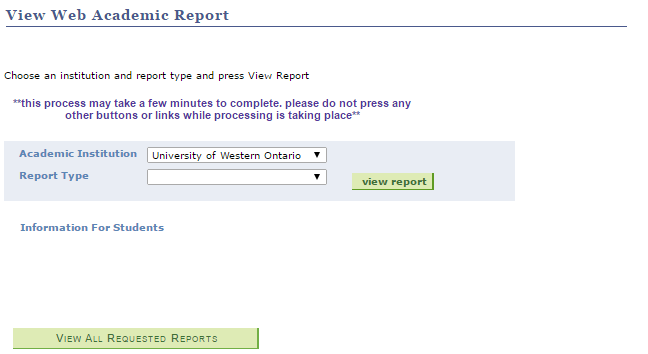 View Web Academic Report
Choose an institution and report type and press View Report
**this process may take a few minutes to complete. please do not press any
other buttons or links while processing is taking place**
Academic Institution University of Western Ontario
Report Type view report
Information For Students
View All Requested Reports